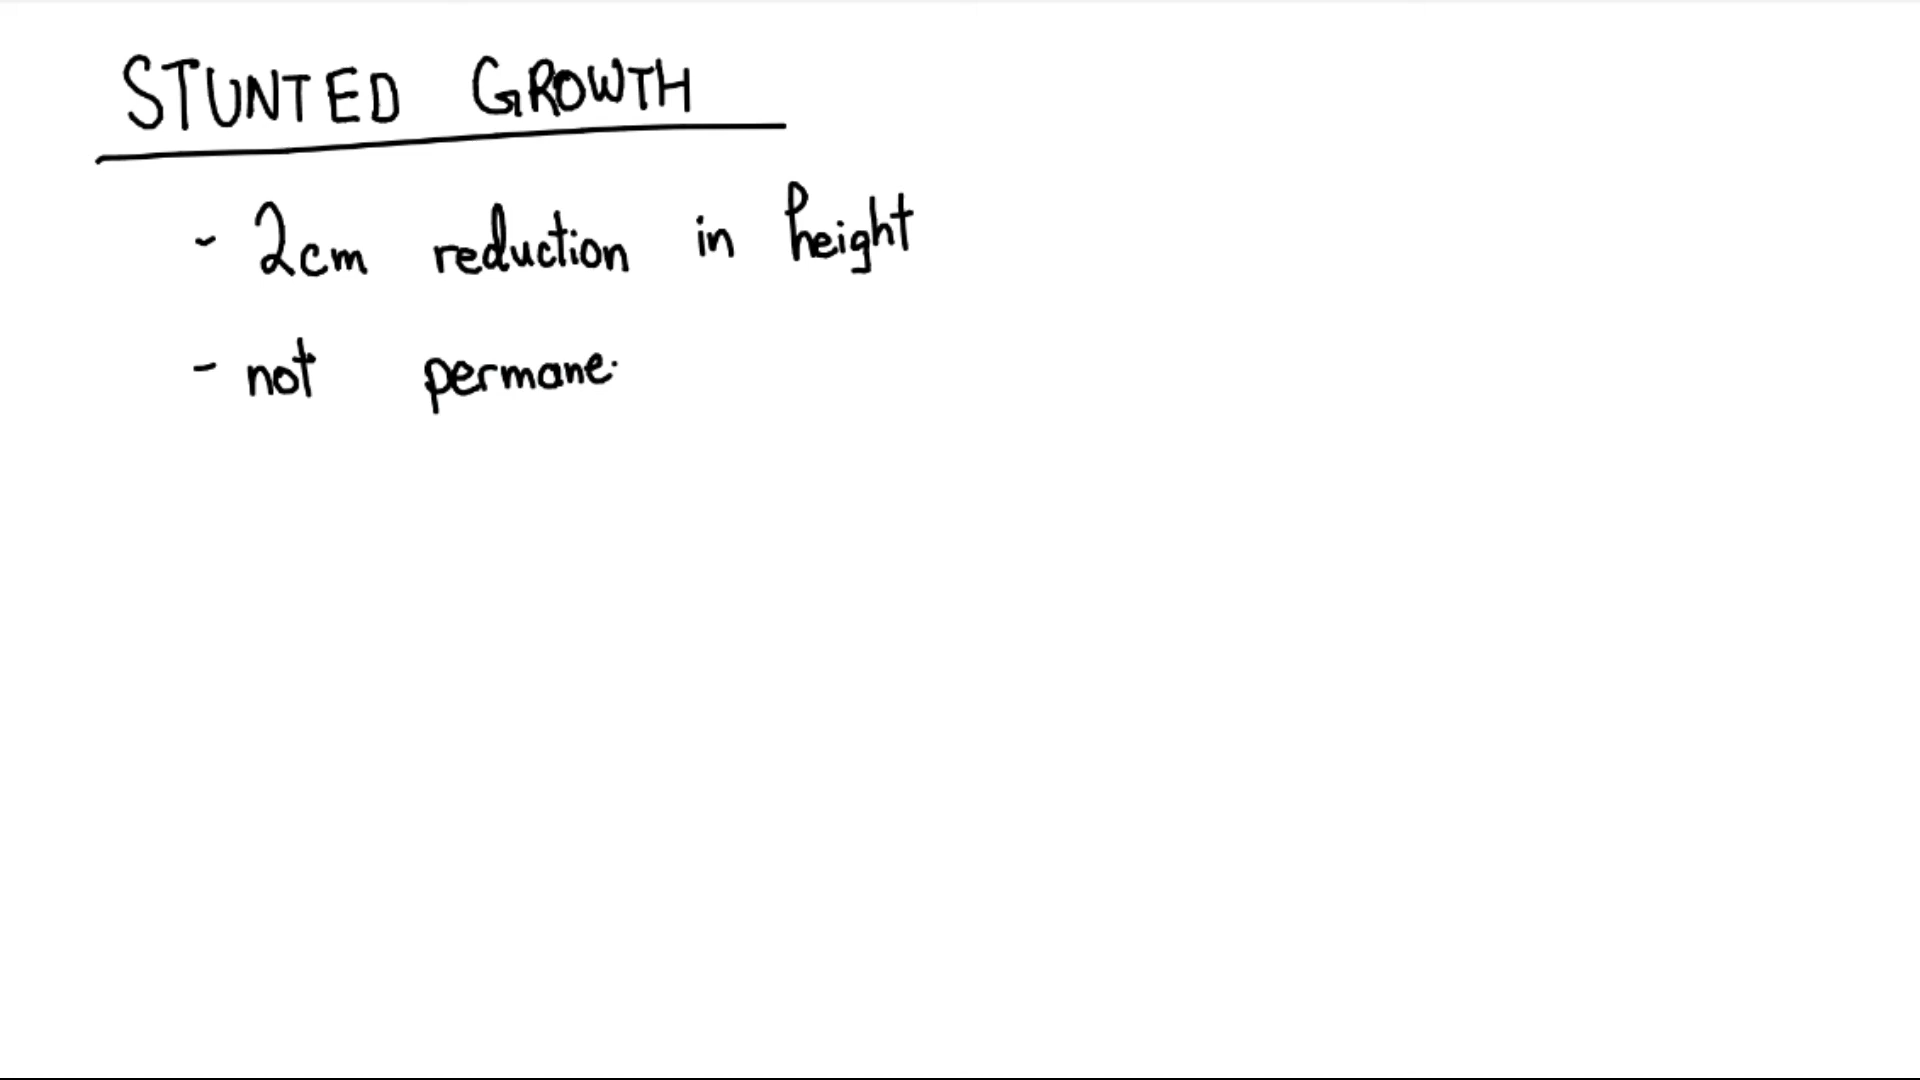 STUNTED GROWTH
- 2cm reduction in height
- not permane